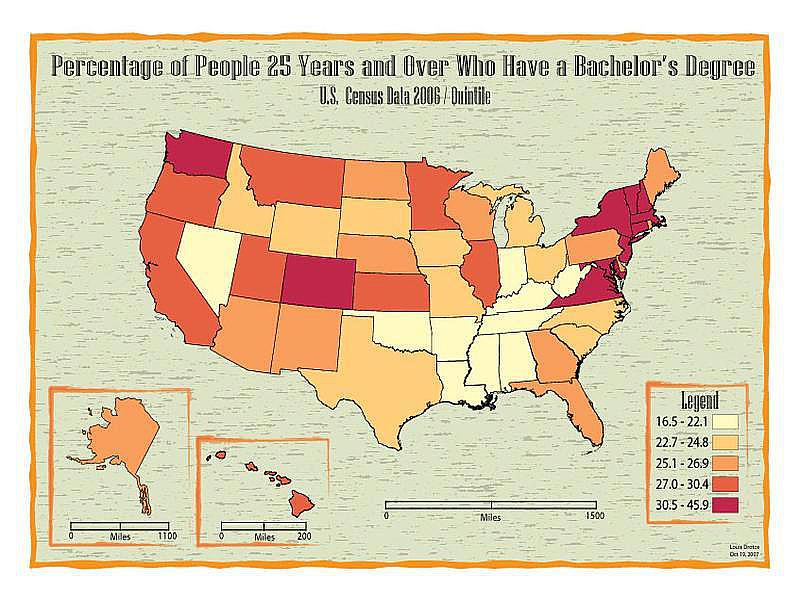 Percentage of People 25 Years and Over Who Have a Bachelor's Degree
U.S. Census Data 2006 / Quintile
Legend
16.5 - 22.1
22.7 - 24.8
25.1 - 26.9
27.0 - 30.4
30.5 - 45.9
0 1100
Miles
0 200
Miles
0 1500
Miles
Louis Drotze
Oct 19, 2007